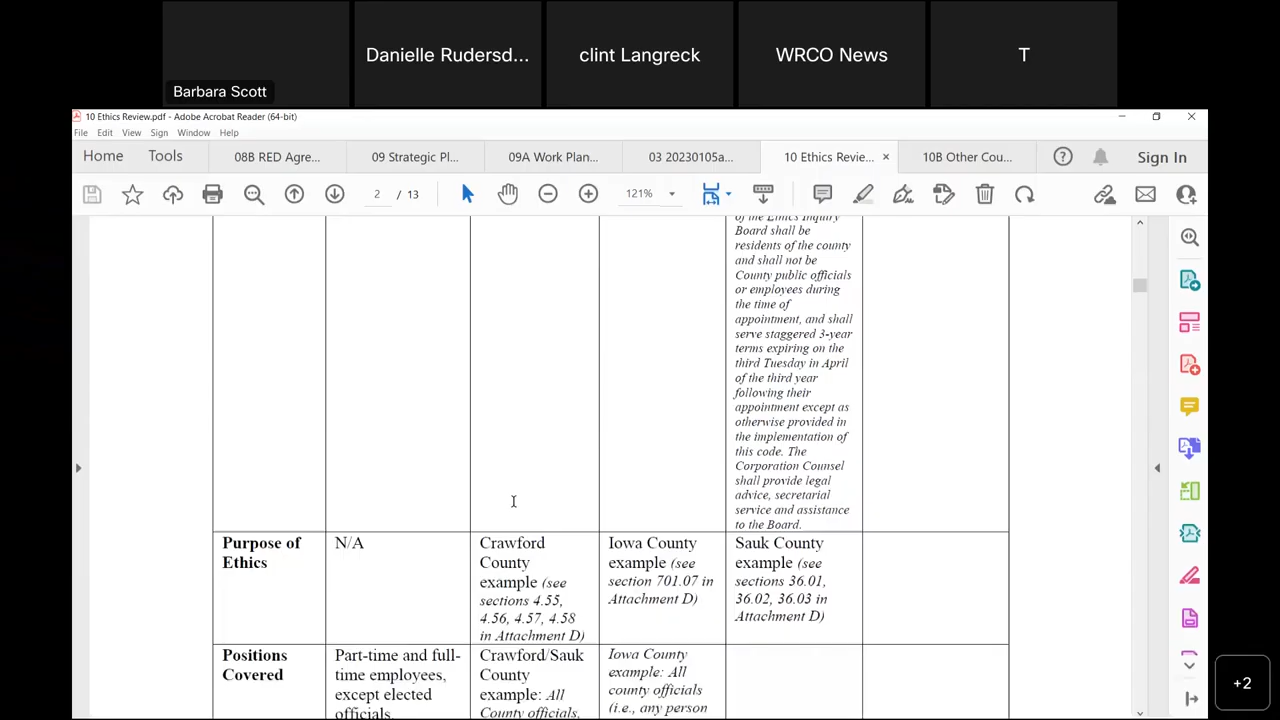 Barbara Scott
Danielle Rudersd...
clint Langreck
WRCO News
T
10 Ethics Review.pdf - Adobe Acrobat Reader (64-bit)
File Edit View Sign Window Help
Home Tools 08B RED Agre... 09 Strategic Pl... 09A Work Plan... 03 20230105a... 10 Ethics Revie... × 10B Other Cou... Sign In
2 / 13 121%
of the Ethics Inquiry
Board shall be
residents of the county
and shall not be
County public officials
or employees during
the time of
appointment, and shall
serve staggered 3-year
terms expiring on the
third Tuesday in April
of the third year
following their
appointment except as
otherwise provided in
the implementation of
this code. The
Corporation Counsel
shall provide legal
advice, secretarial
service and assistance
to the Board.
Purpose of
Ethics
N/A
Crawford
County
example (see
sections 4.55,
4.56, 4.57, 4.58
in Attachment D)
Iowa County
example (see
section 701.07 in
Attachment D)
Sauk County
example (see
sections 36.01,
36.02, 36.03 in
Attachment D)
Positions
Covered
Part-time and full-
time employees,
except elected
officials.
Crawford/Sauk
County
example: All
County officials,
Iowa County
example: All
county officials
(i.e., any person
+2